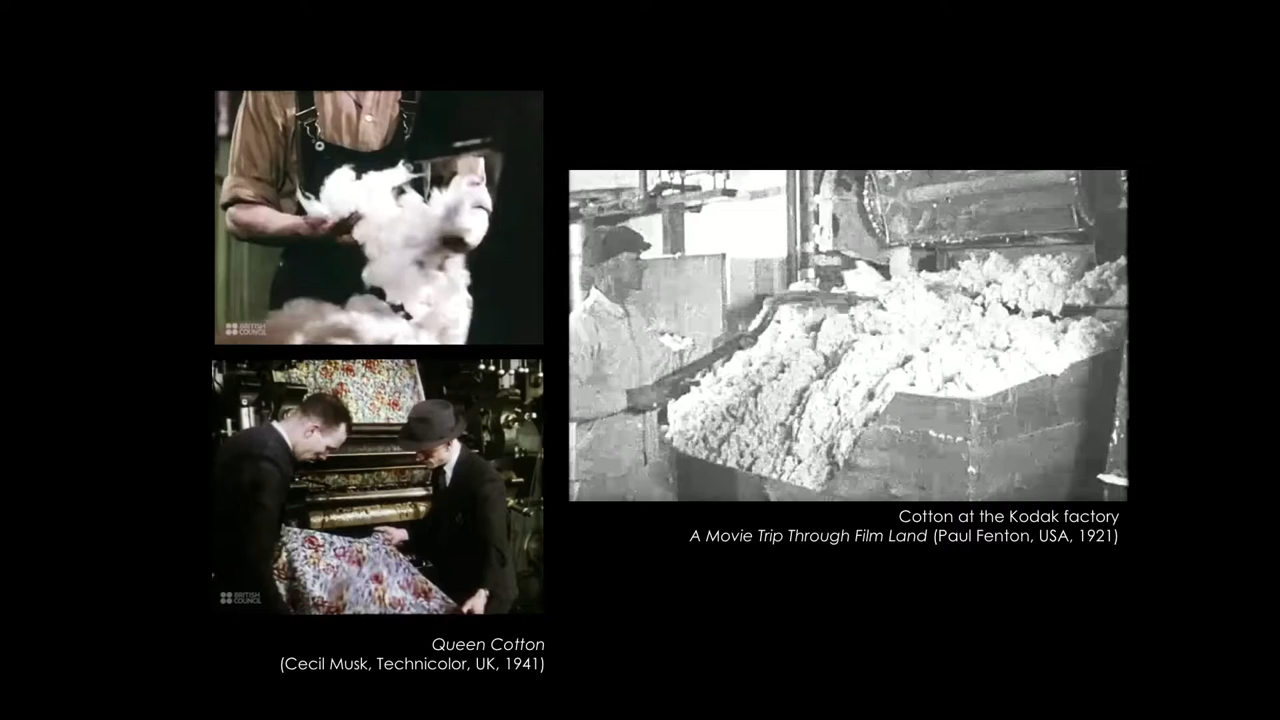 BRITISH
COUNCIL
BRITISH
COUNCIL
Cotton at the Kodak factory
A Movie Trip Through Film Land (Paul Fenton, USA, 1921)
Queen Cotton
(Cecil Musk, Technicolor, UK, 1941)